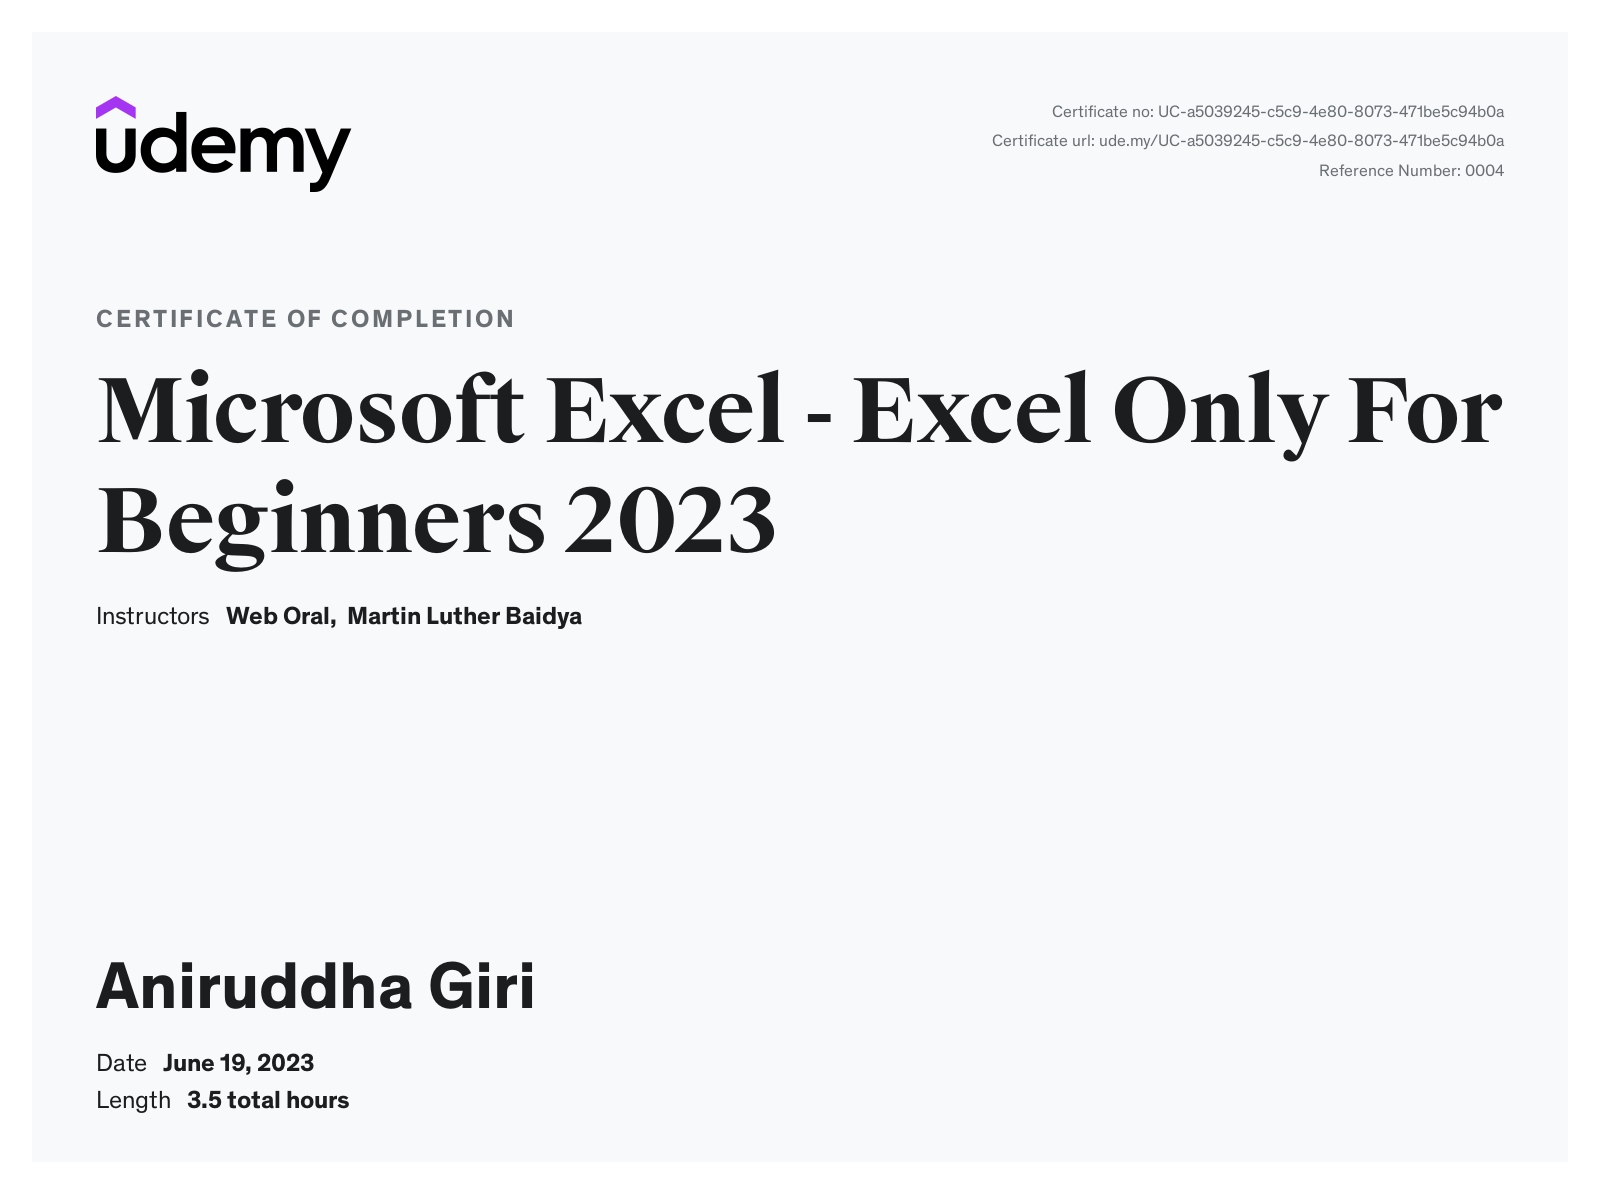 udemy
Certificate no: UC-a5039245-c5c9-4e80-8073-471be5c94b0a
Certificate url: ude.my/UC-a5039245-c5c9-4e80-8073-471be5c94b0a
Reference Number: 0004
CERTIFICATE OF COMPLETION
Microsoft Excel - Excel Only For
Beginners 2023
Instructors Web Oral, Martin Luther Baidya
Aniruddha Giri
Date June 19, 2023
Length 3.5 total hours